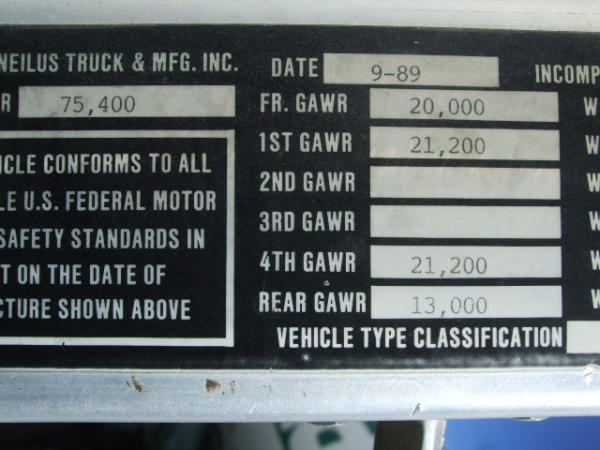 NEILUS TRUCK & MFG. INC. DATE 9-89 INCOMP
R 75,400 FR. GAWR 20,000 W
1ST GAWR 21,200 W
ICLE CONFORMS TO ALL 2ND GAWR W
LE U.S. FEDERAL MOTOR 3RD GAWR W
SAFETY STANDARDS IN 4TH GAWR 21,200 W
T ON THE DATE OF REAR GAWR 13,000 W
CTURE SHOWN ABOVE
VEHICLE TYPE CLASSIFICATION